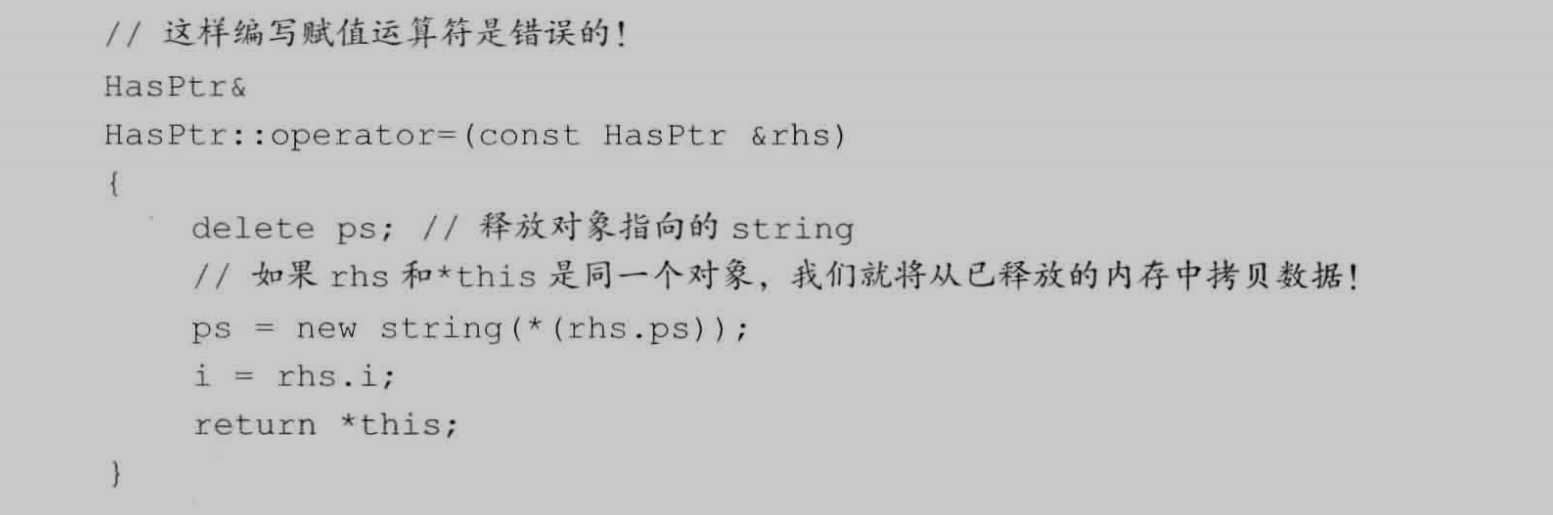 // 这样编写赋值运算符是错误的！
HasPtr&
HasPtr::operator=(const HasPtr &rhs)
{
delete ps; // 释放对象指向的 string
// 如果 rhs 和*this 是同一个对象，我们就将从已释放的内存中拷贝数据！
ps = new string(*(rhs.ps));
i = rhs.i;
return *this;
}